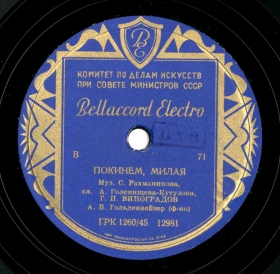 КОМИТЕТ ПО ДЕЛАМ ИСКУССТВ
ПРИ СОВЕТЕ МИНИСТРОВ СССР
Bellaccord Electro
В 71
ПОКИНЕМ, МИЛАЯ
Муз. С. Рахманинова,
сл. А. Голенищева-Кутузова,
Г. П. ВИНОГРАДОВ
А. Б. Гольденвейзер (ф-но)
ГРК 1260/45 12981